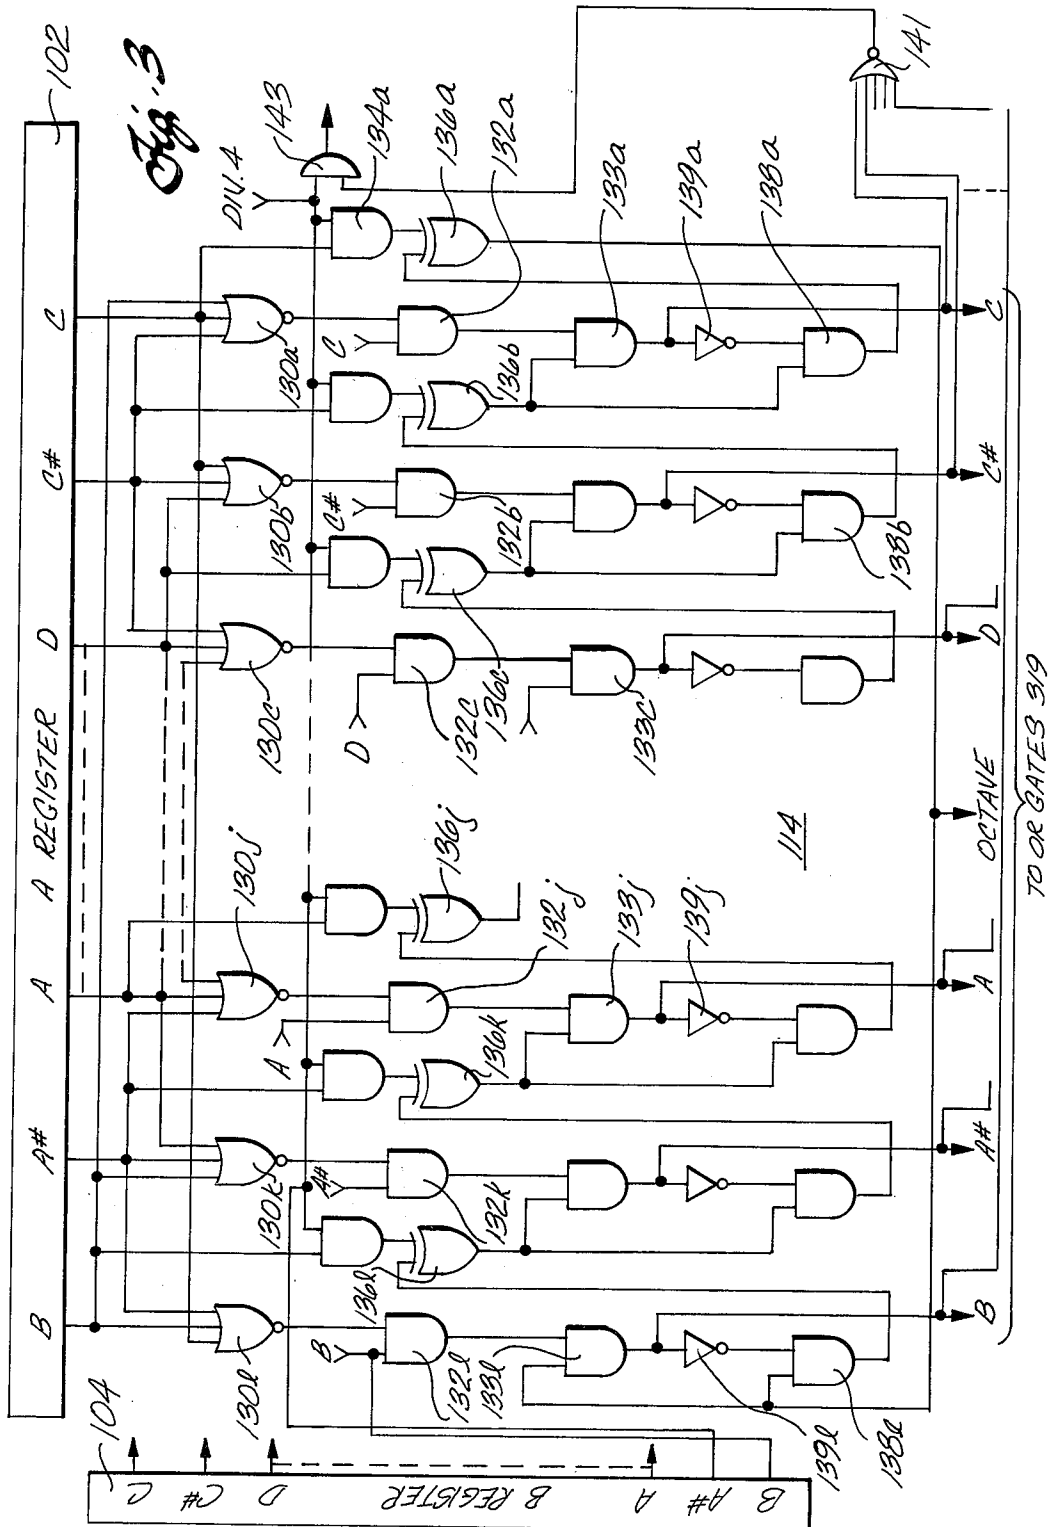 Fig. 3
102
A REGISTER
B
A#
A
D
C#
C
104
B REGISTER
C
C#
D
A
A#
B
DIV. 4
143
134a
136a
132a
133a
139a
138a
141
130a
C
136b
130b
C#
132b
138b
130c
D
132c
136c
133c
114
130j
136j
132j
133j
139j
A
136k
130k
A#
132k
136l
130l
B
132l
133l
139l
138l
B
A#
A
OCTAVE
D
C#
C
TO OR GATES 319